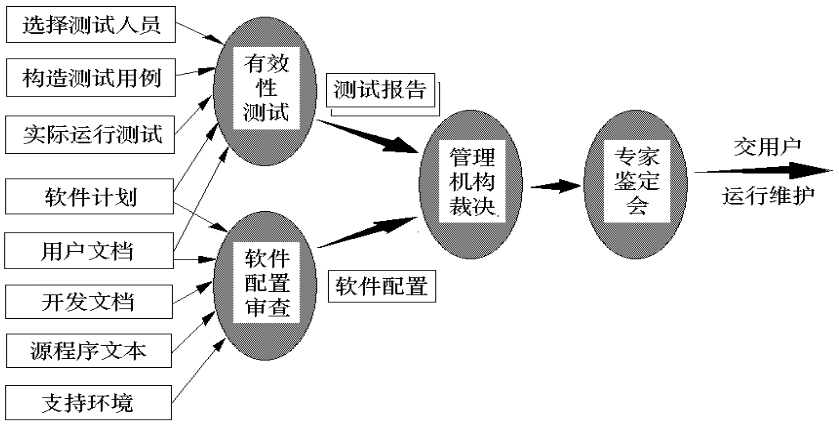 选择测试人员
构造测试用例
实际运行测试
软件计划
用户文档
开发文档
源程序文本
支持环境
有效
性
测试
软件
配置
审查
测试报告
软件配置
管理
机构
裁决
专家
鉴定
会
交用户
运行维护